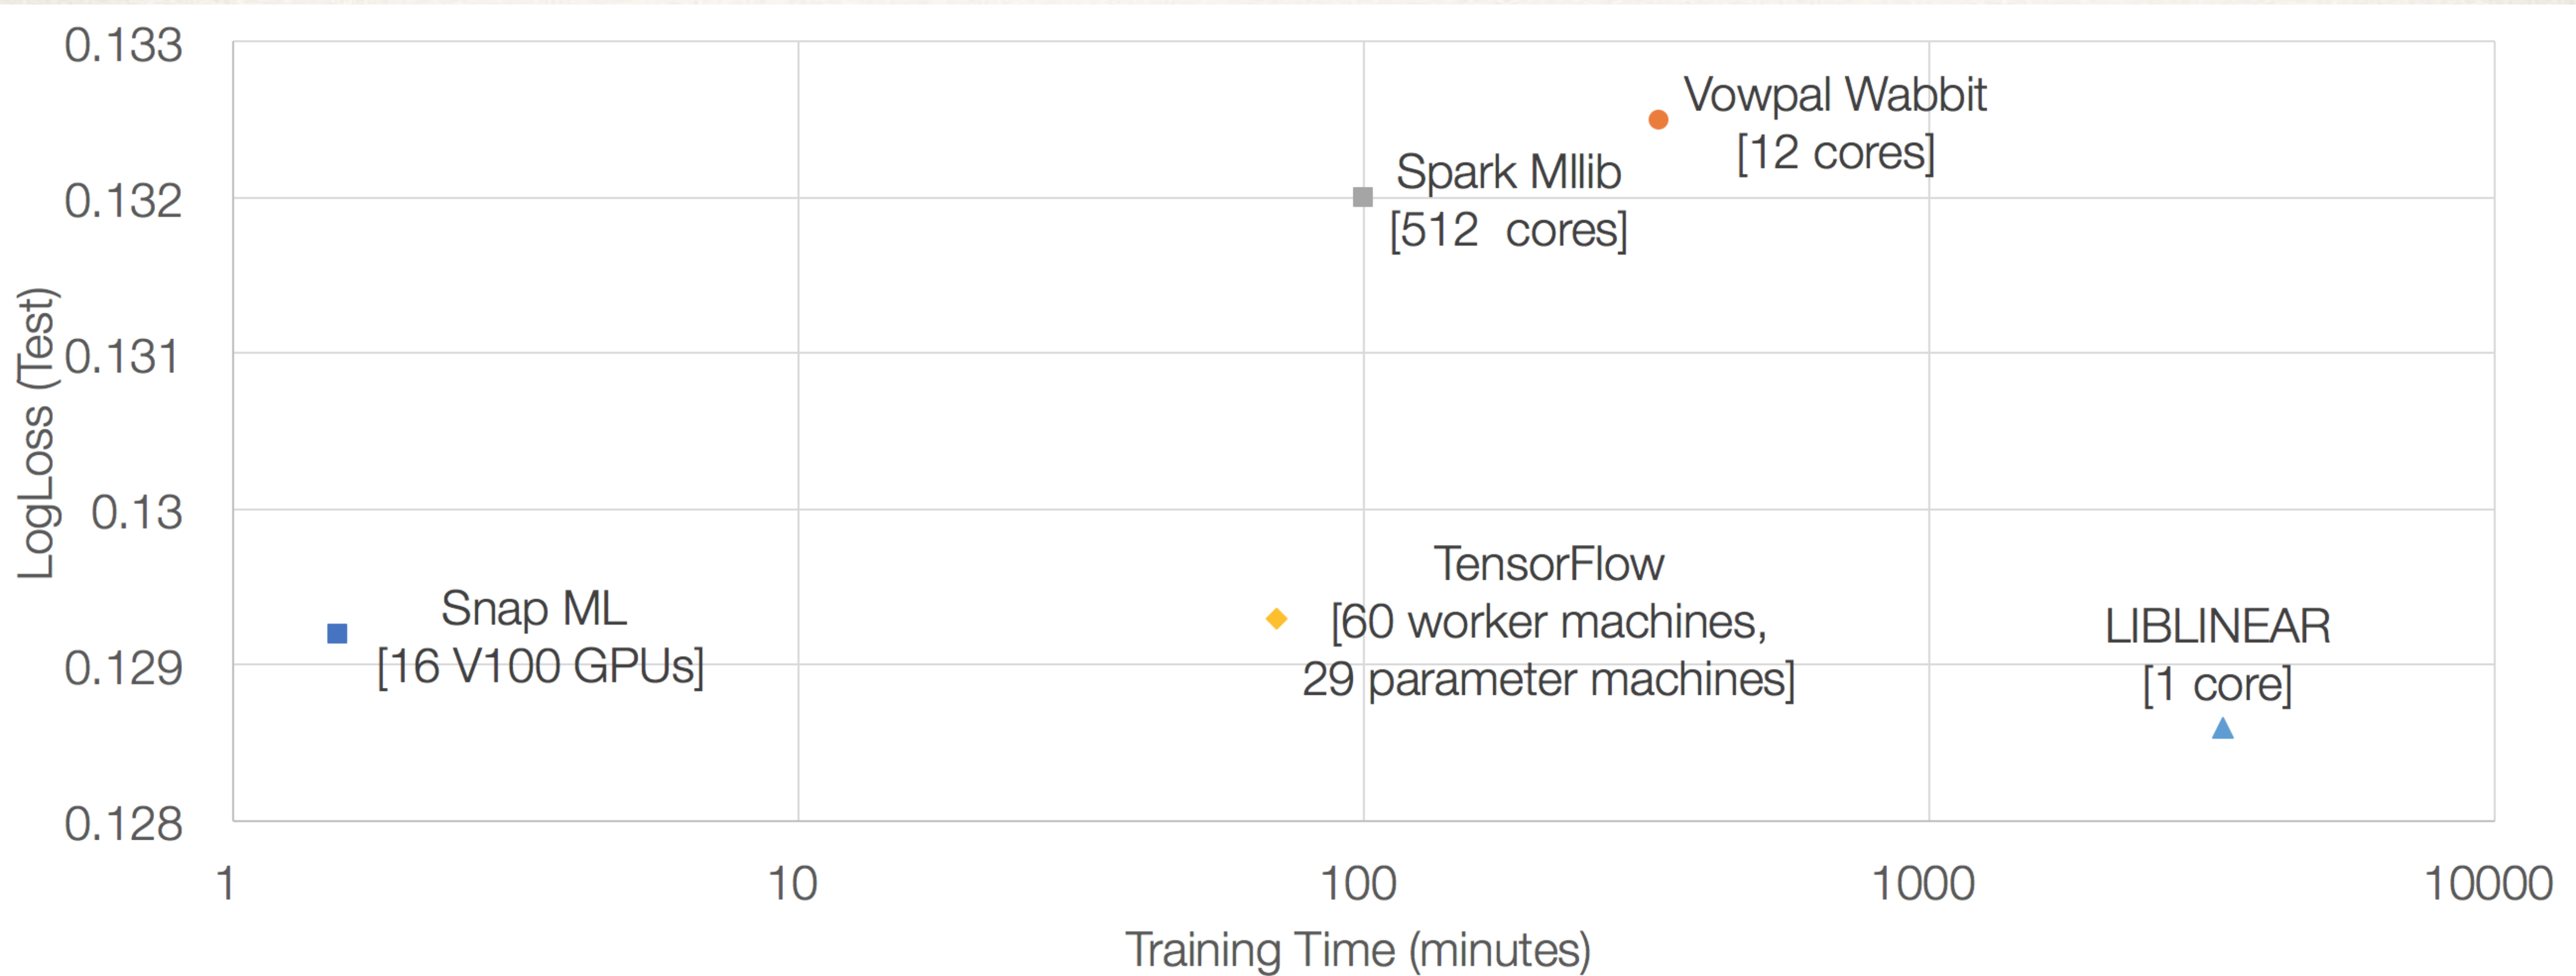 0.133
0.132
0.131
0.13
0.129
0.128
LogLoss (Test)
Vowpal Wabbit
[12 cores]
Spark Mllib
[512  cores]
TensorFlow
[60 worker machines,
29 parameter machines]
Snap ML
[16 V100 GPUs]
LIBLINEAR
[1 core]
1
10
100
1000
10000
Training Time (minutes)